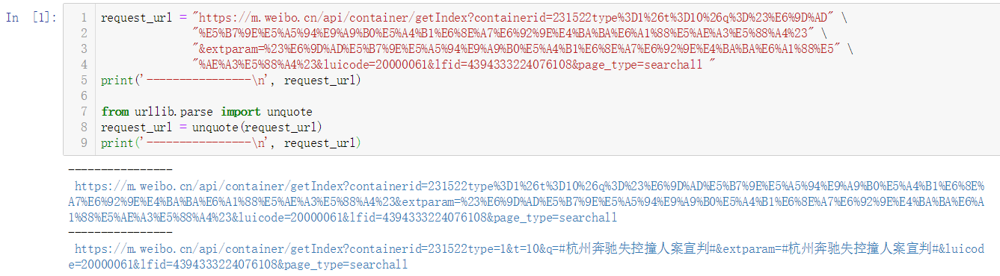 In [1]:
1 request_url = "https://m.weibo.cn/api/container/getIndex?containerid=231522type%3D1%26t%3D10%26q%3D%23%E6%9D%AD" \
2 "%E5%B7%9E%E5%A5%94%E9%A9%B0%E5%A4%B1%E6%8E%A7%E6%92%9E%E4%BA%BA%E6%A1%88%E5%AE%A3%E5%88%A4%23" \
3 "&extparam=%23%E6%9D%AD%E5%B7%9E%E5%A5%94%E9%A9%B0%E5%A4%B1%E6%8E%A7%E6%92%9E%E4%BA%BA%E6%A1%88%E5" \
4 "%AE%A3%E5%88%A4%23&luicode=20000061&lfid=4394333224076108&page_type=searchall "
5 print('----------------\n', request_url)
6
7 from urllib.parse import unquote
8 request_url = unquote(request_url)
9 print('----------------\n', request_url)
----------------
https://m.weibo.cn/api/container/getIndex?containerid=231522type%3D1%26t%3D10%26q%3D%23%E6%9D%AD%E5%B7%9E%E5%A5%94%E9%A9%B0%E5%A4%B1%E6%8E%
A7%E6%92%9E%E4%BA%BA%E6%A1%88%E5%AE%A3%E5%88%A4%23&extparam=%23%E6%9D%AD%E5%B7%9E%E5%A5%94%E9%A9%B0%E5%A4%B1%E6%8E%A7%E6%92%9E%E4%BA%BA%E6%A
1%88%E5%AE%A3%E5%88%A4%23&luicode=20000061&lfid=4394333224076108&page_type=searchall
----------------
https://m.weibo.cn/api/container/getIndex?containerid=231522type=1&t=10&q=#杭州奔驰失控撞人案宣判#&extparam=#杭州奔驰失控撞人案宣判#&luicod
e=20000061&lfid=4394333224076108&page_type=searchall